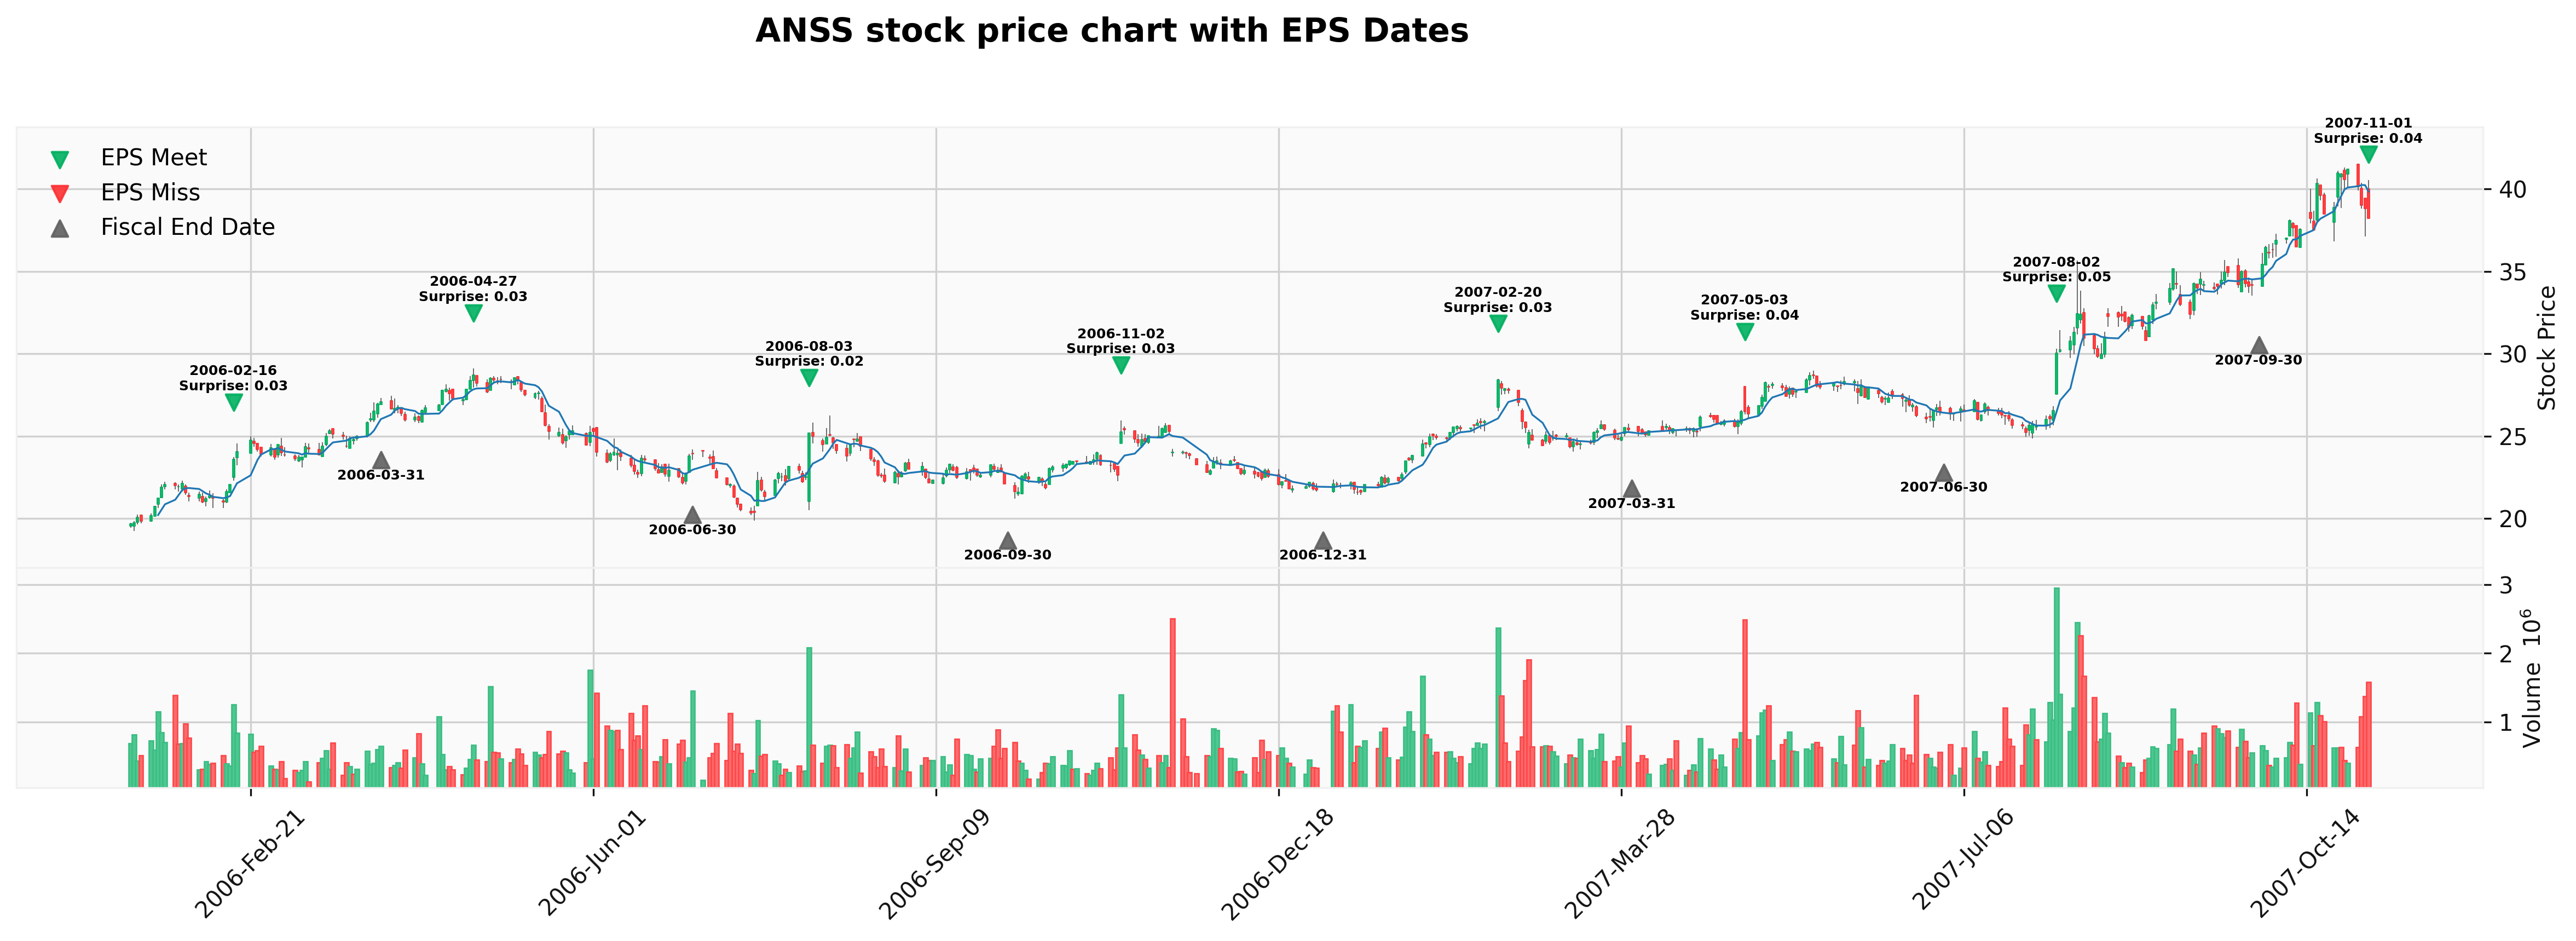 ANSS stock price chart with EPS Dates
EPS Meet
EPS Miss
Fiscal End Date
2006-02-16
Surprise: 0.03
2006-03-31
2006-04-27
Surprise: 0.03
2006-06-30
2006-08-03
Surprise: 0.02
2006-09-30
2006-11-02
Surprise: 0.03
2006-12-31
2007-02-20
Surprise: 0.03
2007-03-31
2007-05-03
Surprise: 0.04
2007-06-30
2007-08-02
Surprise: 0.05
2007-09-30
2007-11-01
Surprise: 0.04
40
35
30
25
20
Stock Price
3
2
1
Volume 10^6
2006-Feb-21
2006-Jun-01
2006-Sep-09
2006-Dec-18
2007-Mar-28
2007-Jul-06
2007-Oct-14